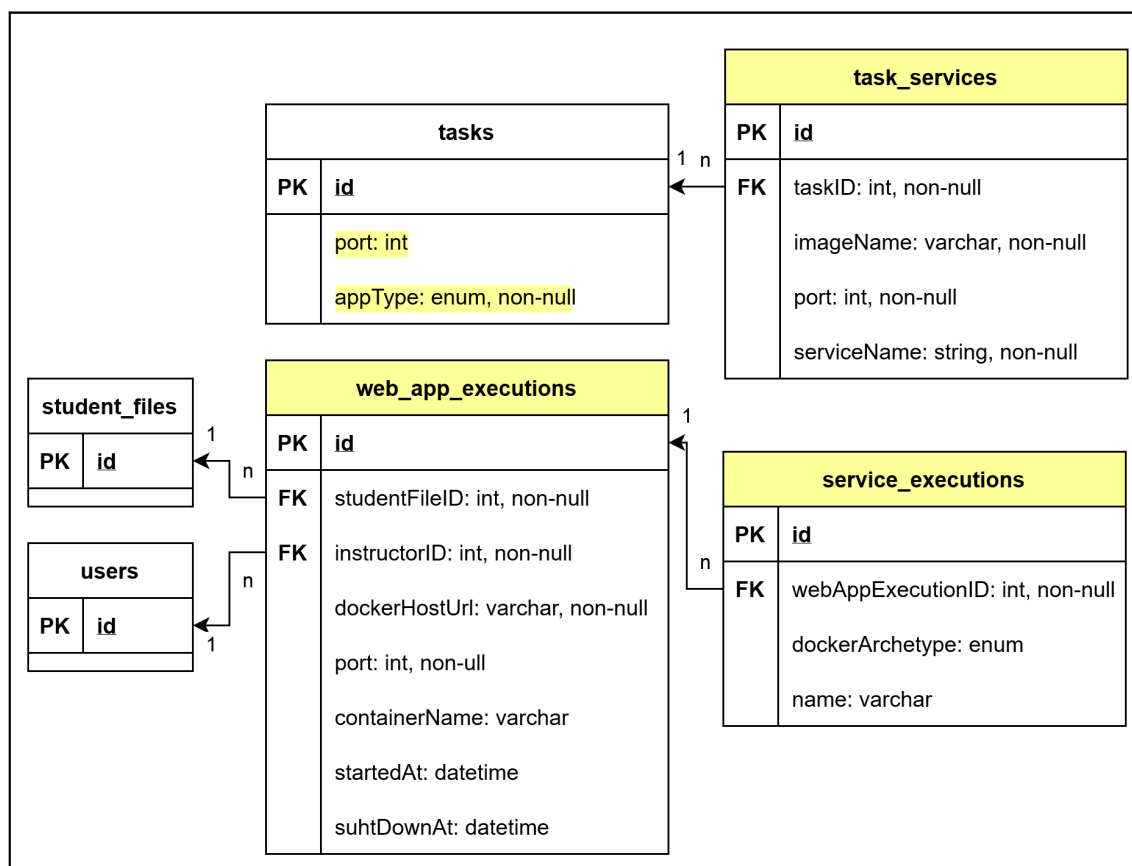 task_services
PK id
FK taskID: int, non-null
imageName: varchar, non-null
port: int, non-null
serviceName: string, non-null
1 n
tasks
PK id
port: int
appType: enum, non-null
student_files
PK id
1
n
users
PK id
n
1
web_app_executions
PK id
FK studentFileID: int, non-null
FK instructorID: int, non-null
dockerHostUrl: varchar, non-null
port: int, non-ull
containerName: varchar
startedAt: datetime
suhtDownAt: datetime
1
n
service_executions
PK id
FK webAppExecutionID: int, non-null
dockerArchetype: enum
name: varchar